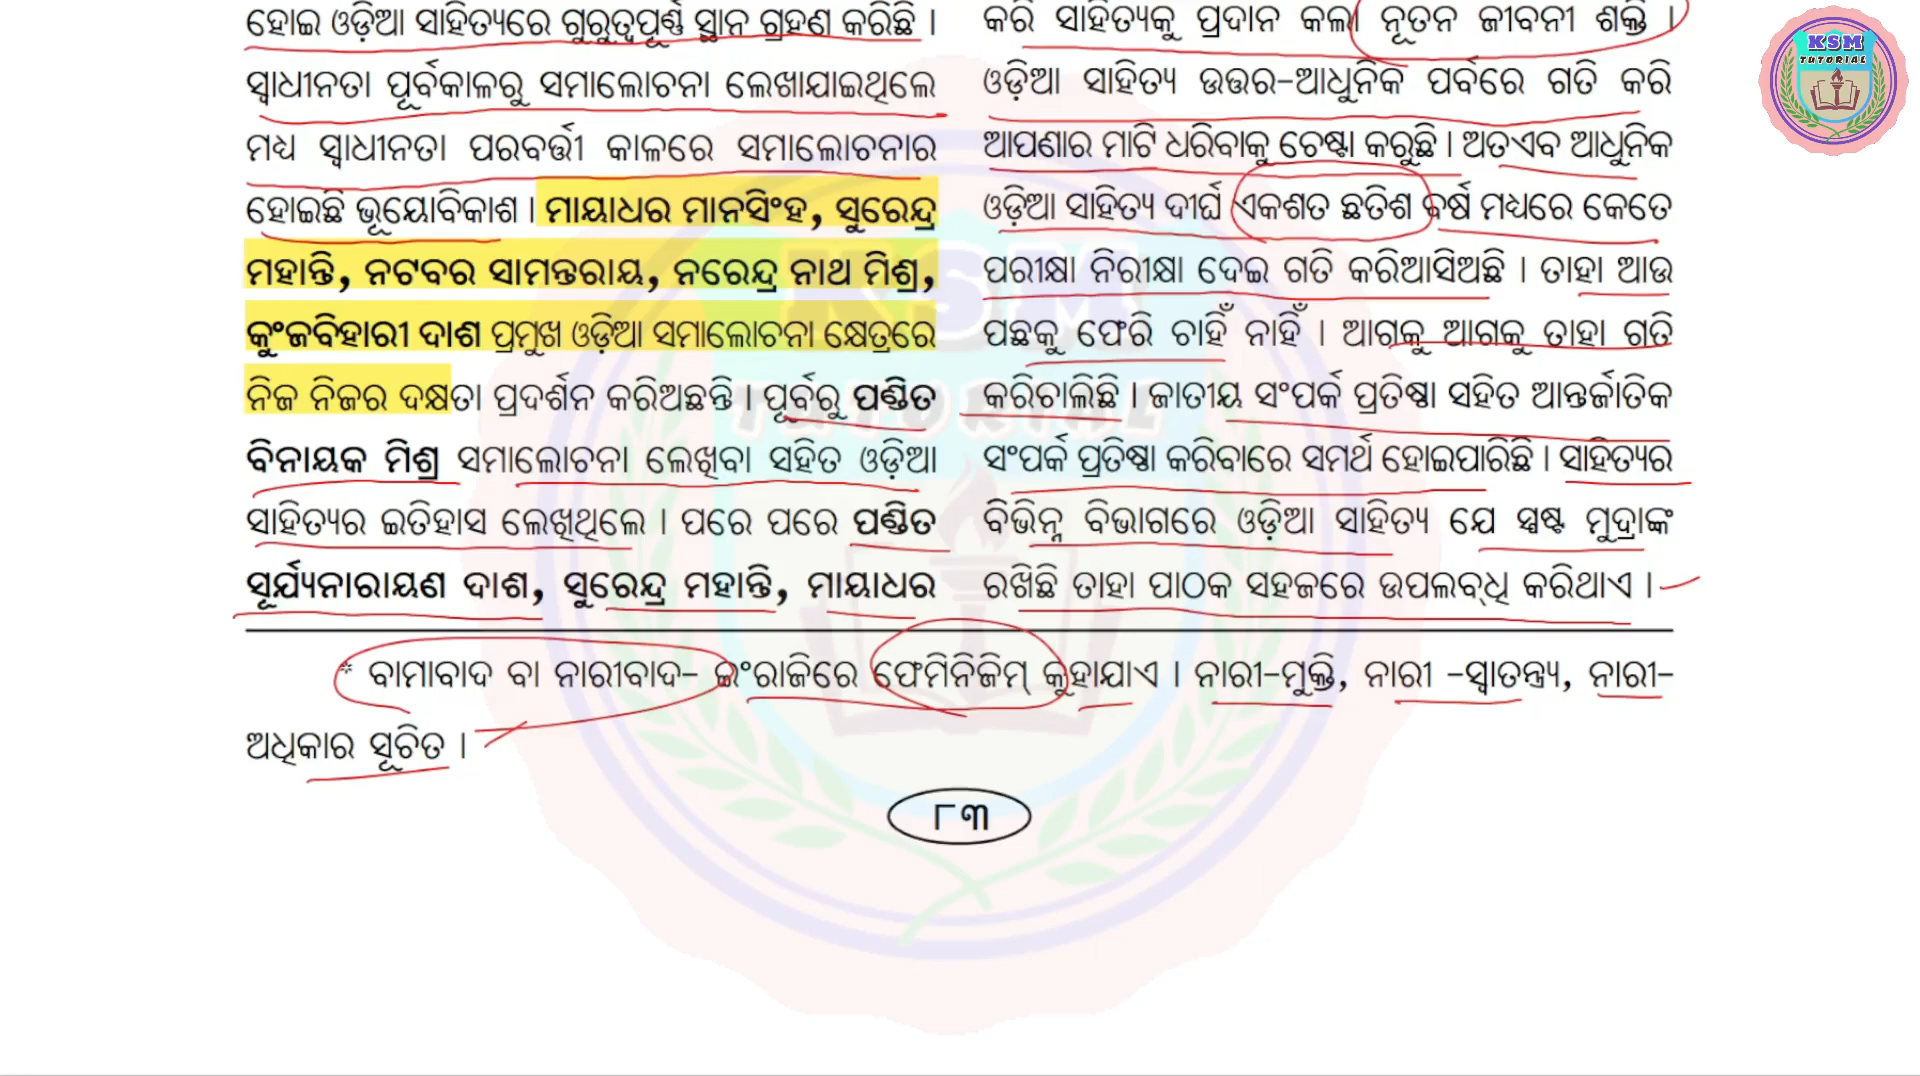 ହୋଇ ଓଡ଼ିଆ ସାହିତ୍ୟରେ ଗୁରୁତ୍ୱପୂର୍ଣ୍ଣ ସ୍ଥାନ ଗ୍ରହଣ କରିଛି ।
ସ୍ୱାଧୀନତା ପୂର୍ବକାଳରୁ ସମାଲୋଚନା ଲେଖାଯାଇଥିଲେ
ମଧ୍ୟ ସ୍ୱାଧୀନତା ପରବର୍ତ୍ତୀ କାଳରେ ସମାଲୋଚନାର
ହୋଇଛି ଭୂୟୋବିକାଶ । ମାୟାଧର ମାନସିଂହ, ସୁରେନ୍ଦ୍ର
ମହାନ୍ତି, ନଟବର ସାମନ୍ତରାୟ, ନରେନ୍ଦ୍ର ନାଥ ମିଶ୍ର,
କୁଂଜବିହାରୀ ଦାଶ ପ୍ରମୁଖ ଓଡ଼ିଆ ସମାଲୋଚନା କ୍ଷେତ୍ରରେ
ନିଜ ନିଜର ଦକ୍ଷତା ପ୍ରଦର୍ଶନ କରିଅଛନ୍ତି । ପୂର୍ବରୁ ପଣ୍ଡିତ
ବିନାୟକ ମିଶ୍ର ସମାଲୋଚନା ଲେଖିବା ସହିତ ଓଡ଼ିଆ
ସାହିତ୍ୟର ଇତିହାସ ଲେଖିଥିଲେ । ପରେ ପରେ ପଣ୍ଡିତ
ସୂର୍ଯ୍ୟନାରାୟଣ ଦାଶ, ସୁରେନ୍ଦ୍ର ମହାନ୍ତି, ମାୟାଧର
କରି ସାହିତ୍ୟକୁ ପ୍ରଦାନ କଲା ନୂତନ ଜୀବନୀ ଶକ୍ତି ।
ଓଡ଼ିଆ ସାହିତ୍ୟ ଉତ୍ତର-ଆଧୁନିକ ପର୍ବରେ ଗତି କରି
ଆପଣାର ମାଟି ଧରିବାକୁ ଚେଷ୍ଟା କରୁଛି । ଅତଏବ ଆଧୁନିକ
ଓଡ଼ିଆ ସାହିତ୍ୟ ଦୀର୍ଘ ଏକଶତ ଛତିଶ ବର୍ଷ ମଧ୍ୟରେ କେତେ
ପରୀକ୍ଷା ନିରୀକ୍ଷା ଦେଇ ଗତି କରିଆସିଅଛି । ତାହା ଆଉ
ପଛକୁ ଫେରି ଚାହିଁ ନାହିଁ । ଆଗକୁ ଆଗକୁ ତାହା ଗତି
କରିଚାଲିଛି । ଜାତୀୟ ସଂପର୍କ ପ୍ରତିଷ୍ଠା ସହିତ ଆନ୍ତର୍ଜାତିକ
ସଂପର୍କ ପ୍ରତିଷ୍ଠା କରିବାରେ ସମର୍ଥ ହୋଇପାରିଛି । ସାହିତ୍ୟର
ବିଭିନ୍ନ ବିଭାଗରେ ଓଡ଼ିଆ ସାହିତ୍ୟ ଯେ ସ୍ପଷ୍ଟ ମୁଦ୍ରାଙ୍କ
ରଖିଛି ତାହା ପାଠକ ସହଜରେ ଉପଲବ୍ଧି କରିଥାଏ ।
* ବାମାବାଦ ବା ନାରୀବାଦ- ଇଂରାଜିରେ ଫେମିନିଜିମ୍ କୁହାଯାଏ । ନାରୀ-ମୁକ୍ତି, ନାରୀ -ସ୍ୱାତନ୍ତ୍ର୍ୟ, ନାରୀ-
ଅଧିକାର ସୂଚିତ ।
୮୩
KSM
TUTORIAL
KSM
TUTORIAL